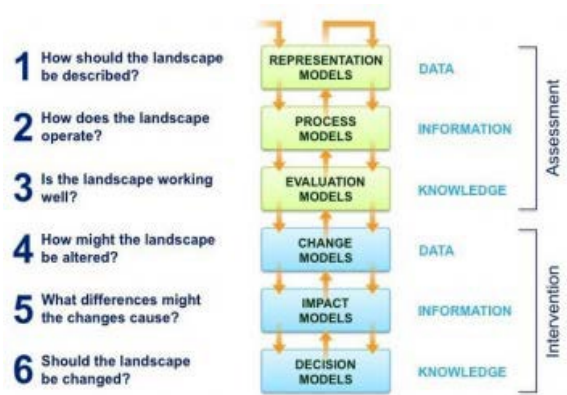 1 How should the landscape
be described?
REPRESENTATION
MODELS
DATA
2 How does the landscape
operate?
PROCESS
MODELS
INFORMATION
3 Is the landscape working
well?
EVALUATION
MODELS
KNOWLEDGE
Assessment
4 How might the landscape
be altered?
CHANGE
MODELS
DATA
5 What differences might
the changes cause?
IMPACT
MODELS
INFORMATION
6 Should the landscape
be changed?
DECISION
MODELS
KNOWLEDGE
Intervention